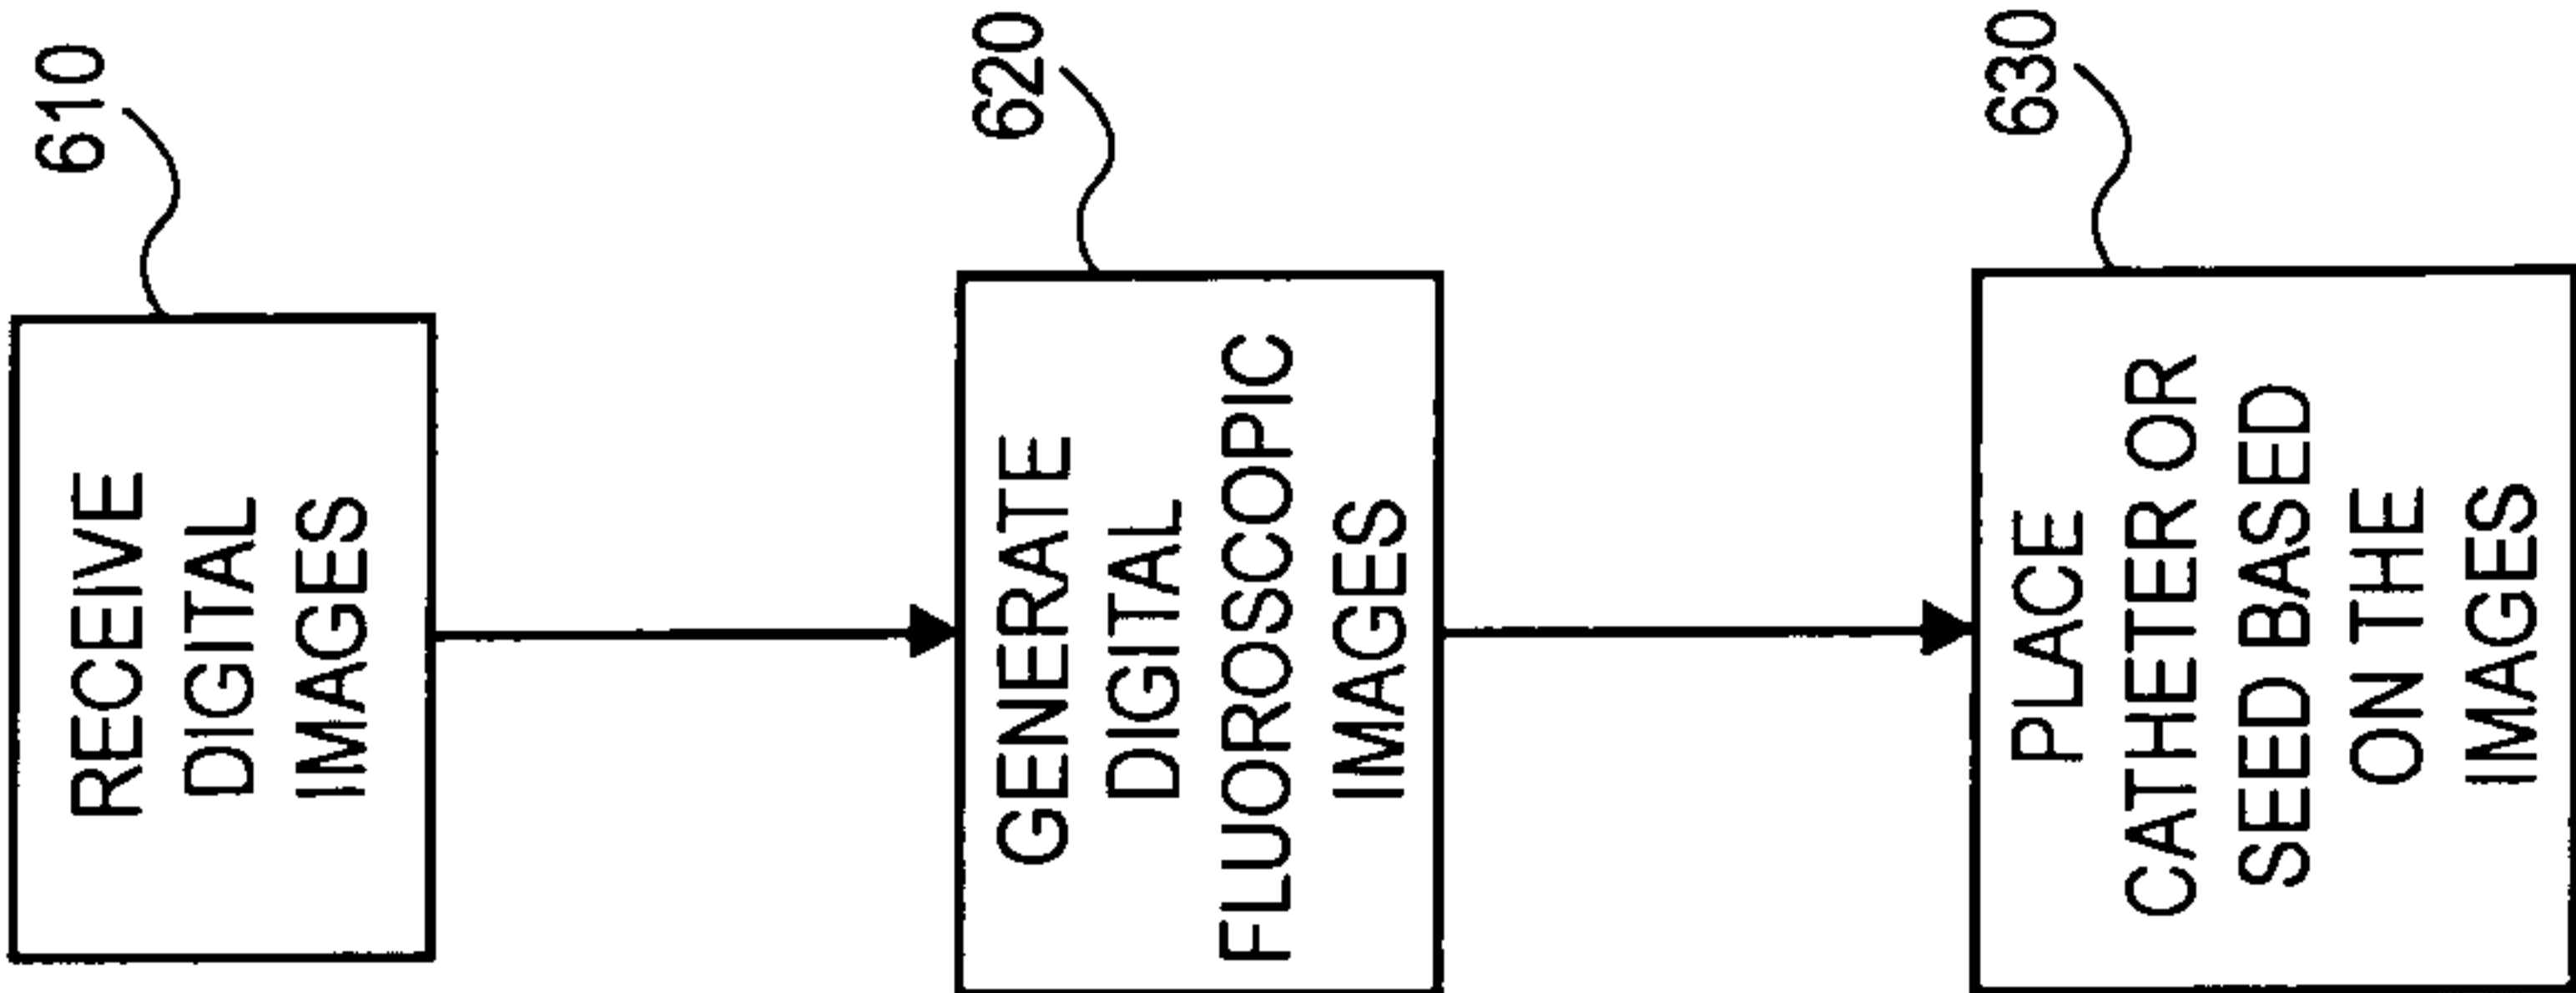 610
RECEIVE
DIGITAL
IMAGES
620
GENERATE
DIGITAL
FLUOROSCOPIC
IMAGES
630
PLACE
CATHETER OR
SEED BASED
ON THE
IMAGES